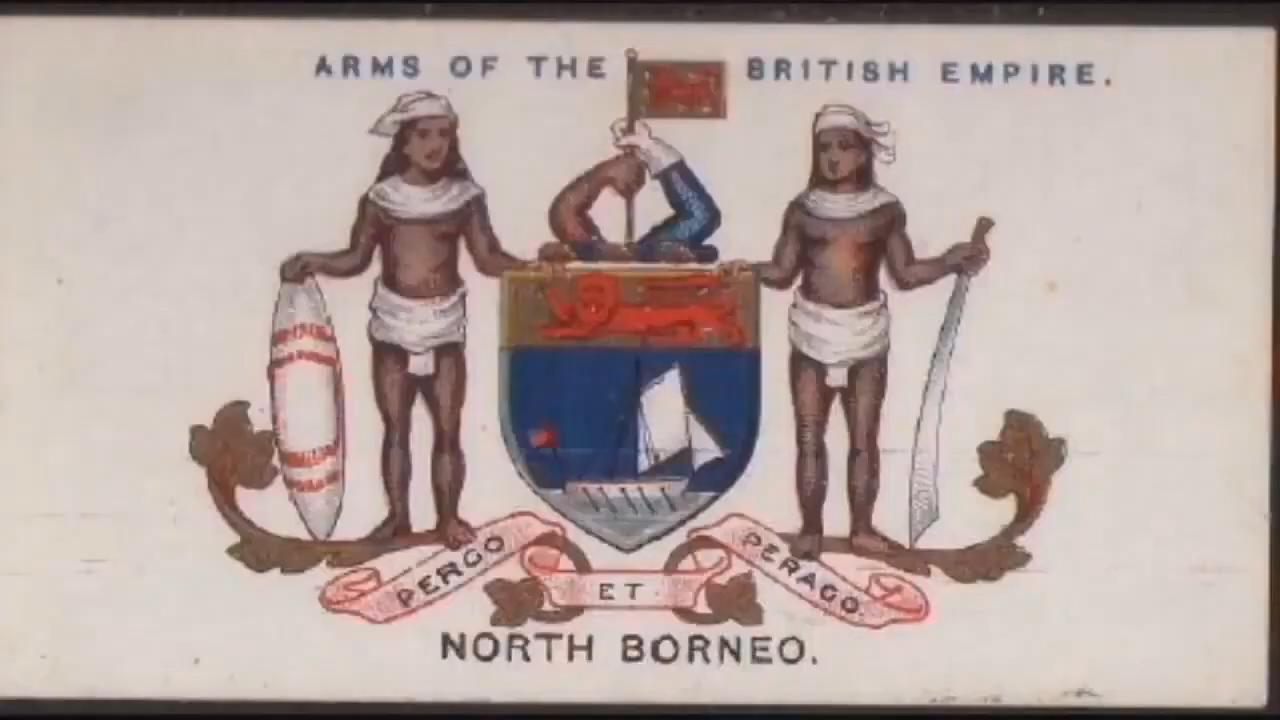 ARMS OF THE BRITISH EMPIRE.
PERGO ET PERAGO.
NORTH BORNEO.